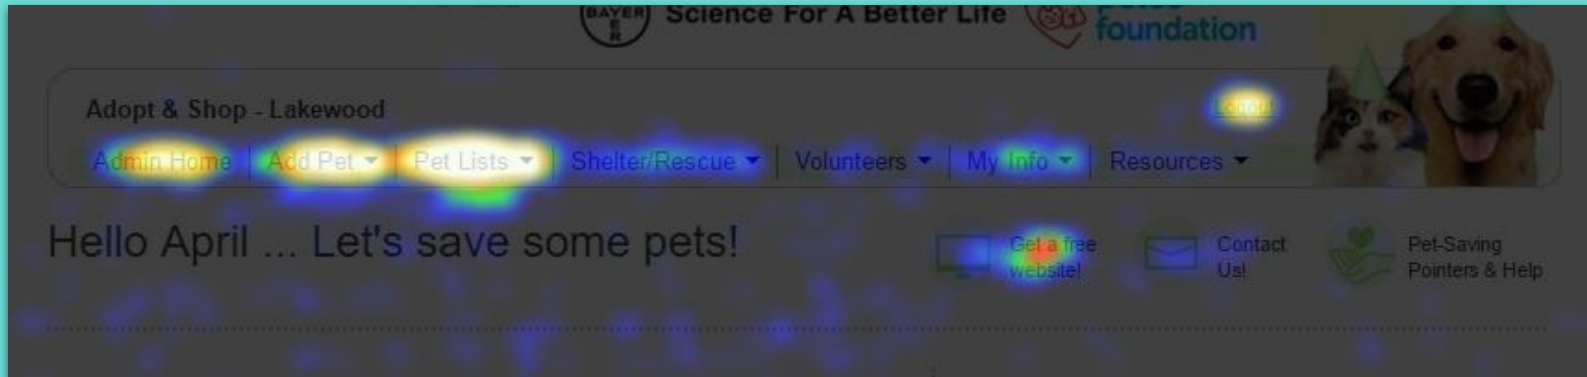 BAYER
E
R
Science For A Better Life
foundation
Adopt & Shop - Lakewood
Logout
Admin Home
Add Pet
Pet Lists
Shelter/Rescue
Volunteers
My Info
Resources
Hello April ... Let's save some pets!
Get a free
website!
Contact
Us!
Pet-Saving
Pointers & Help